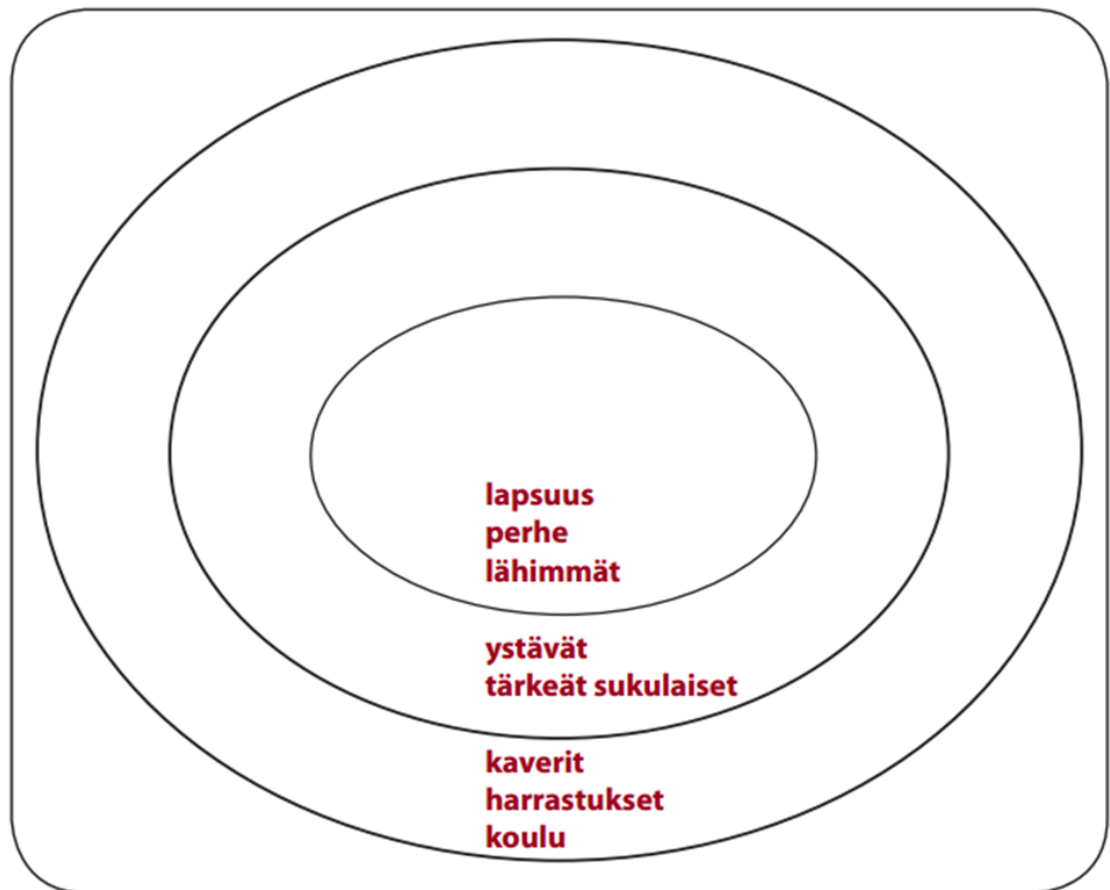 lapsuus
perhe
lähimmät
ystävät
tärkeät sukulaiset
kaverit
harrastukset
koulu